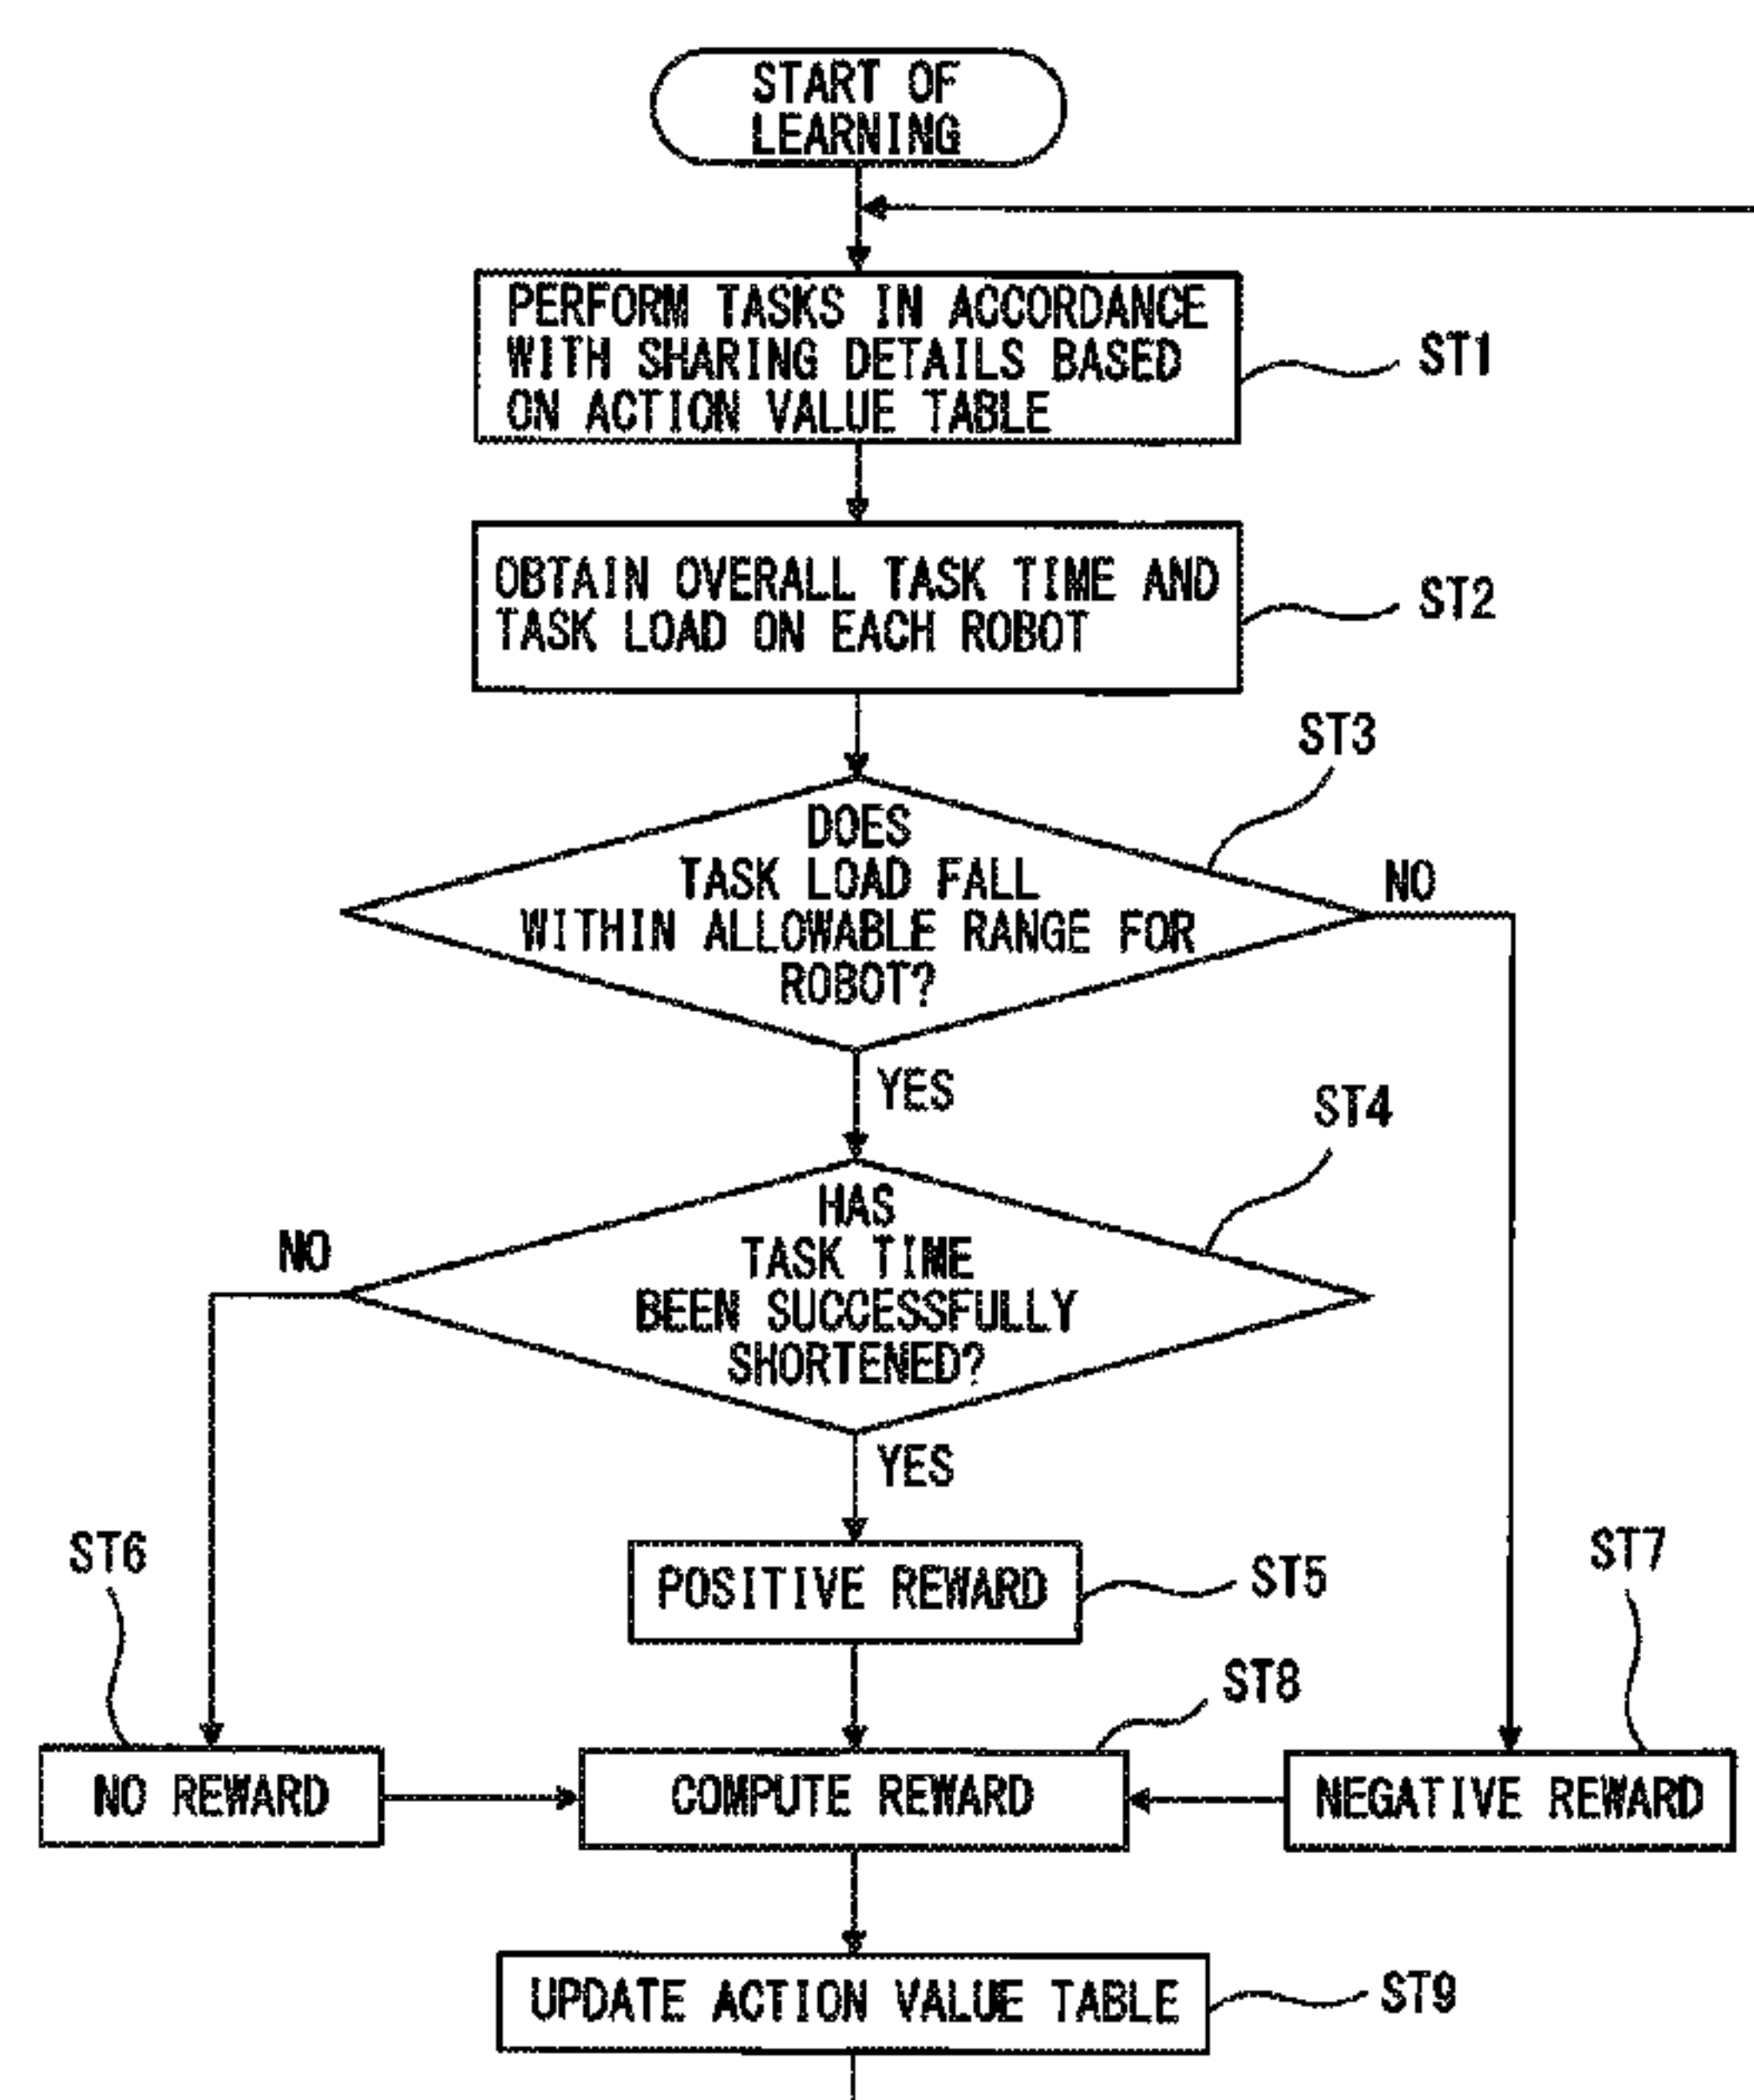 START OF
LEARNING
PERFORM TASKS IN ACCORDANCE
WITH SHARING DETAILS BASED
ON ACTION VALUE TABLE
ST1
OBTAIN OVERALL TASK TIME AND
TASK LOAD ON EACH ROBOT
ST2
ST3
DOES
TASK LOAD FALL
WITHIN ALLOWABLE RANGE FOR
ROBOT?
NO
YES
ST4
HAS
TASK TIME
BEEN SUCCESSFULLY
SHORTENED?
NO
YES
ST6
POSITIVE REWARD
ST5
ST7
ST8
NO REWARD
COMPUTE REWARD
NEGATIVE REWARD
UPDATE ACTION VALUE TABLE
ST9